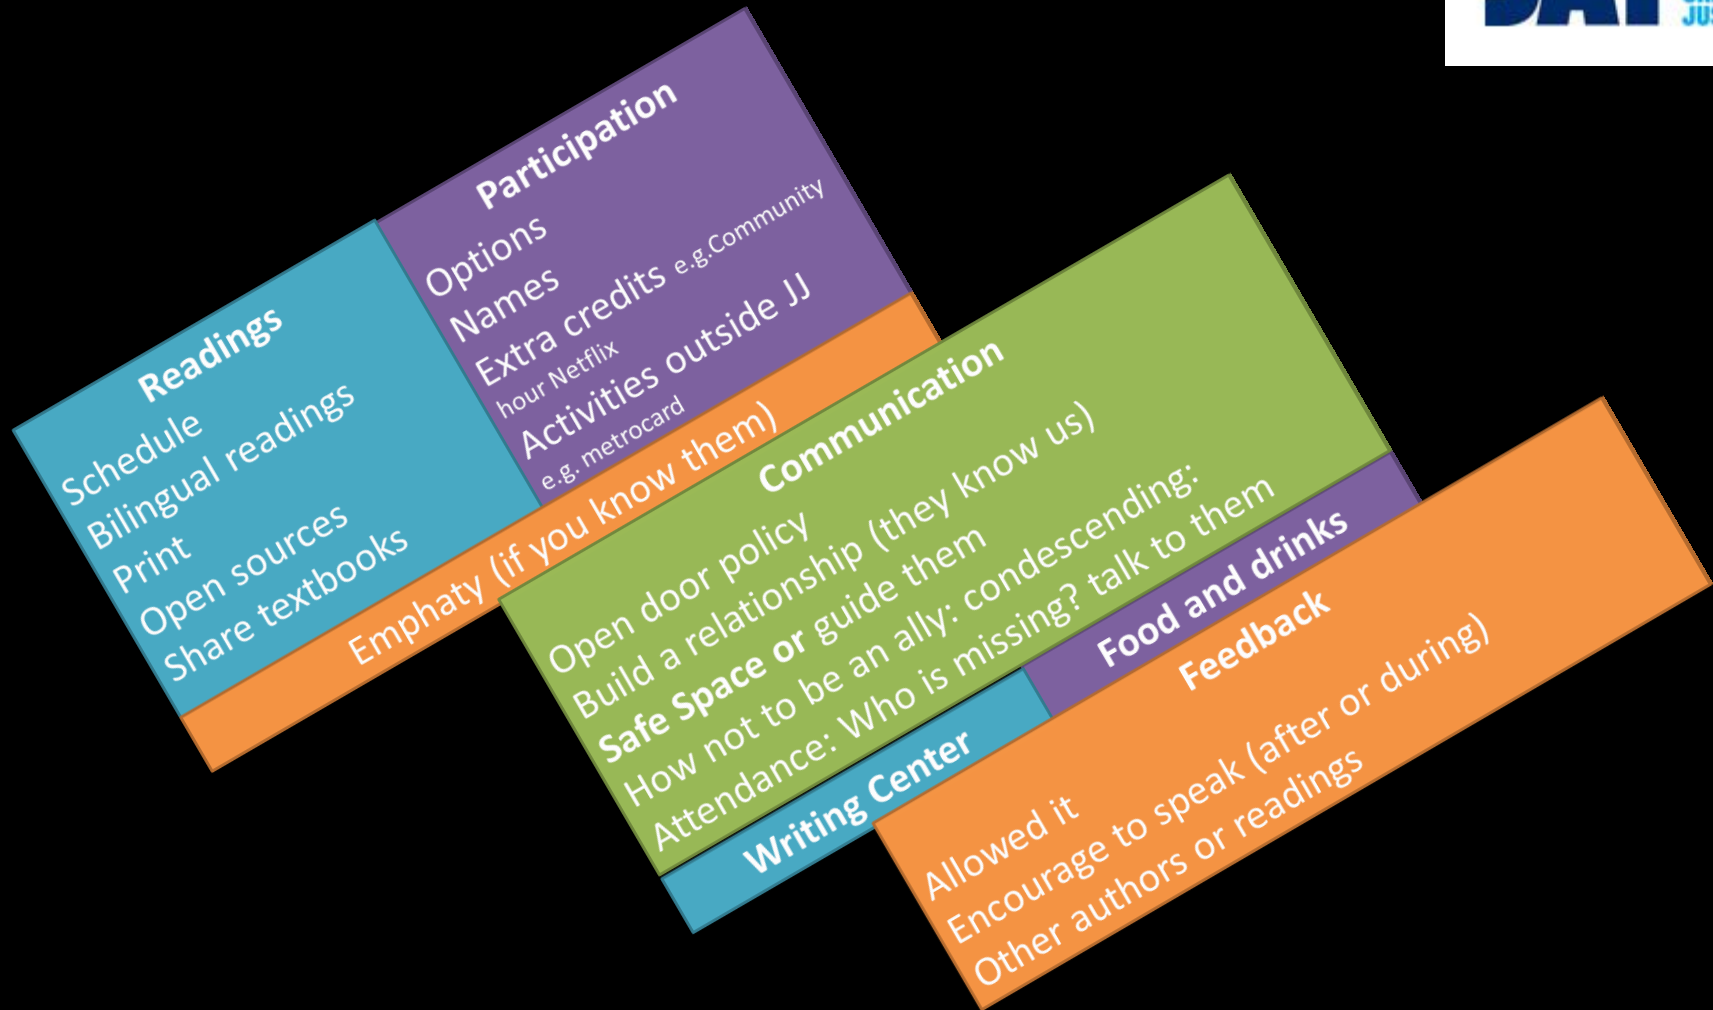 Readings
Schedule
Bilingual readings
Print
Open sources
Share textbooks
Participation
Options
Names
Extra credits e.g.Community
hour Netflix
Activities outside JJ
e.g. metrocard
Emphaty (if you know them)
Communication
Open door policy
Build a relationship (they know us)
Safe Space or guide them
How not to be an ally: condescending:
Attendance: Who is missing? talk to them
Writing Center
Food and drinks
Feedback
Allowed it
Encourage to speak (after or during)
Other authors or readings